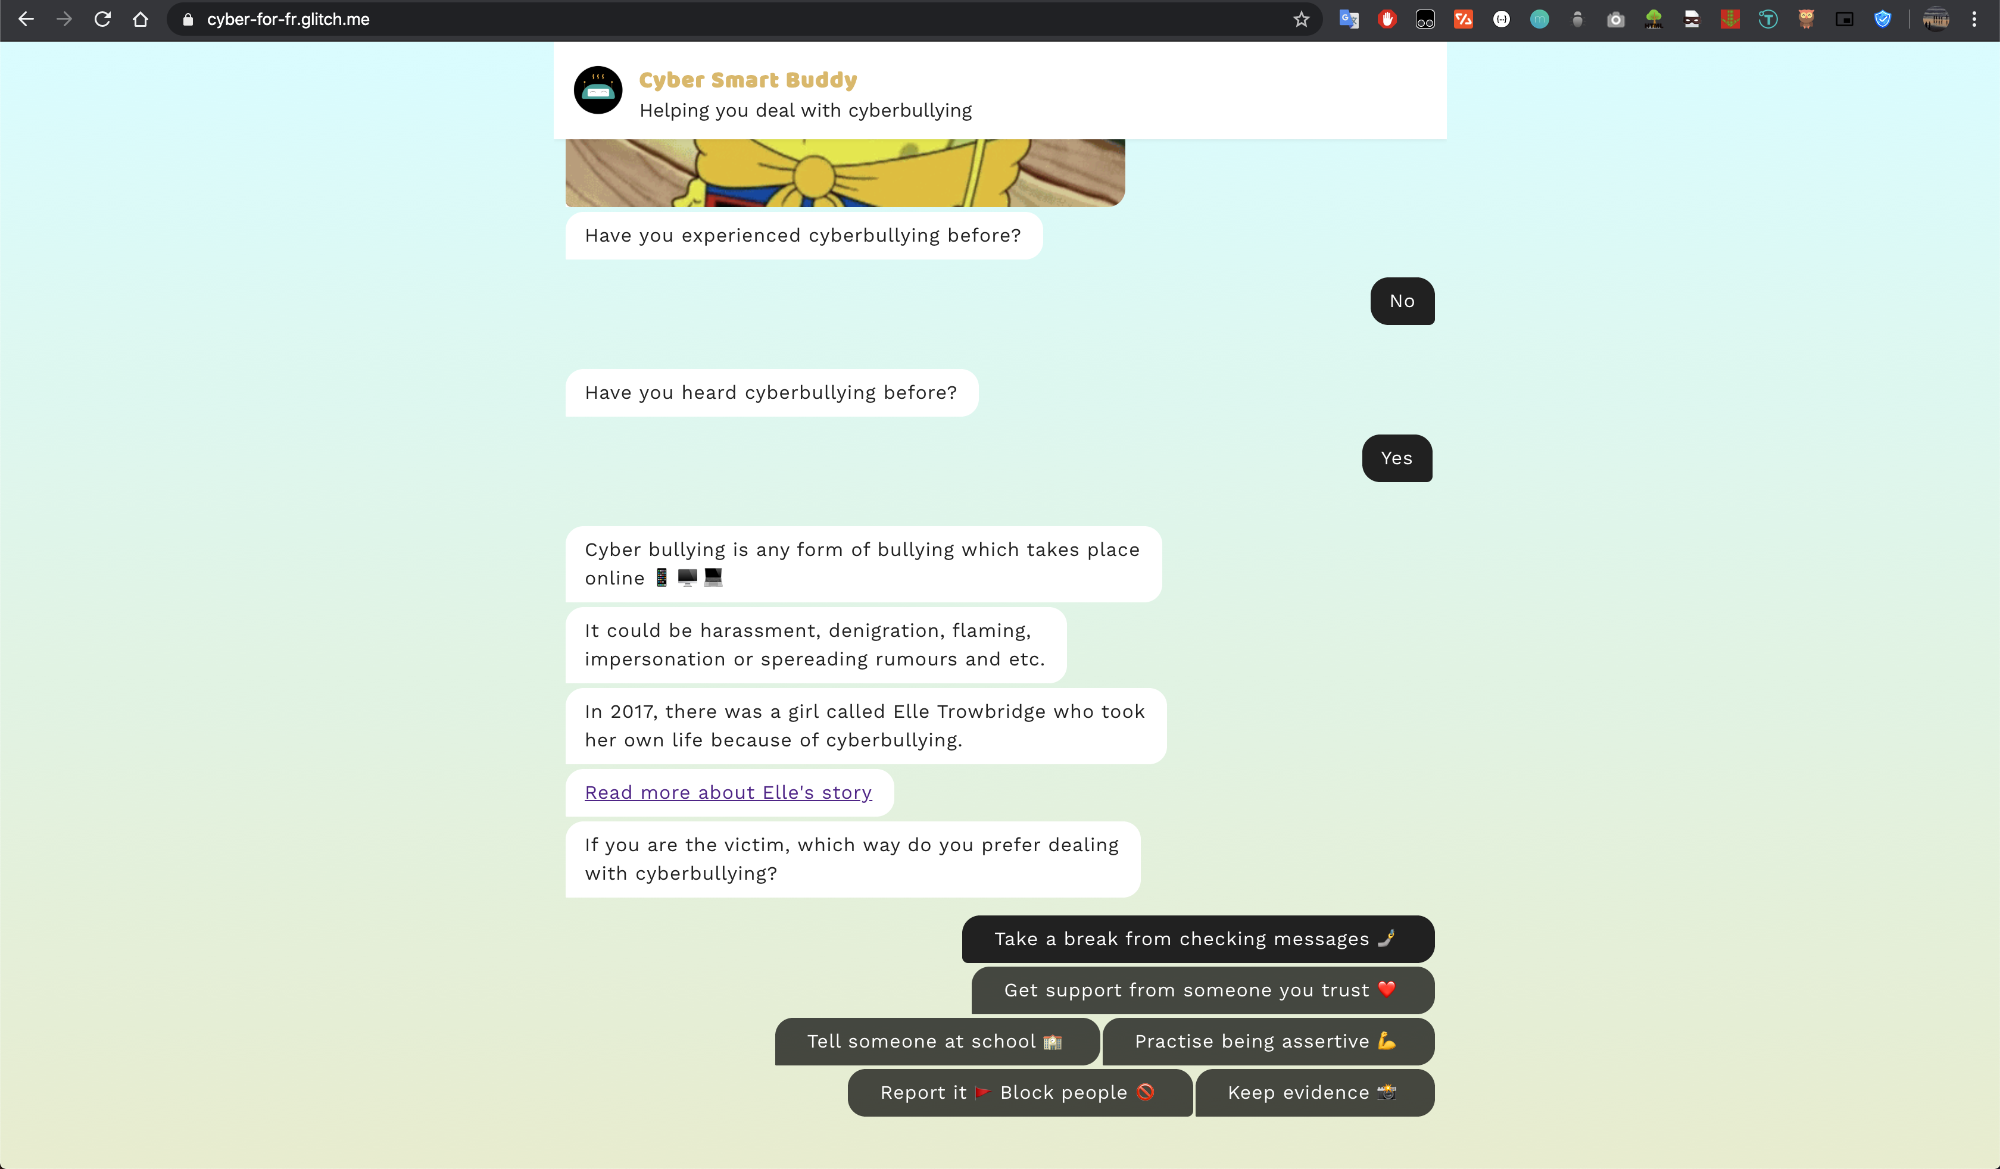 cyber-for-fr.glitch.me
Cyber Smart Buddy
Helping you deal with cyberbullying
Have you experienced cyberbullying before?
No
Have you heard cyberbullying before?
Yes
Cyber bullying is any form of bullying which takes place
online
It could be harassment, denigration, flaming,
impersonation or spereading rumours and etc.
In 2017, there was a girl called Elle Trowbridge who took
her own life because of cyberbullying.
Read more about Elle's story
If you are the victim, which way do you prefer dealing
with cyberbullying?
Take a break from checking messages 🤳
Get support from someone you trust ❤️
Tell someone at school 🏫
Practise being assertive 💪
Report it 🚩 Block people 🚫
Keep evidence 📸